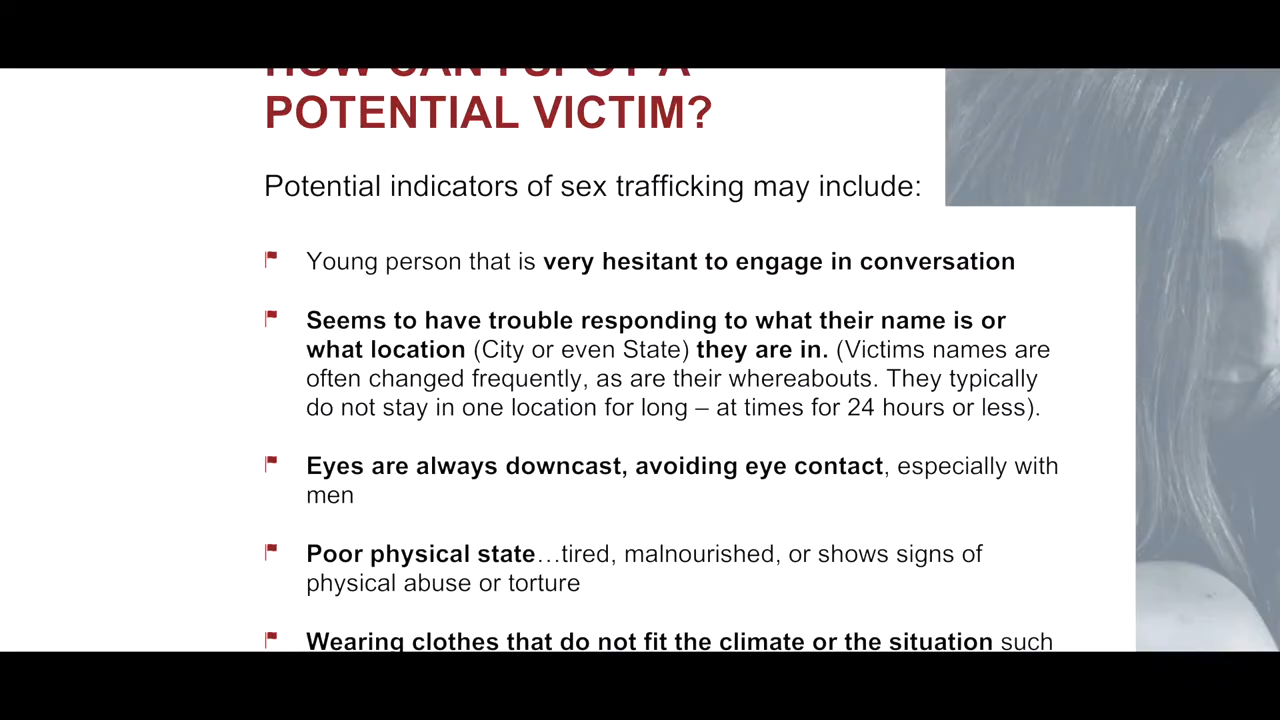 HOW CAN I SPOT A
POTENTIAL VICTIM?
Potential indicators of sex trafficking may include:
Young person that is very hesitant to engage in conversation
Seems to have trouble responding to what their name is or
what location (City or even State) they are in. (Victims names are
often changed frequently, as are their whereabouts. They typically
do not stay in one location for long – at times for 24 hours or less).
Eyes are always downcast, avoiding eye contact, especially with
men
Poor physical state…tired, malnourished, or shows signs of
physical abuse or torture
Wearing clothes that do not fit the climate or the situation such